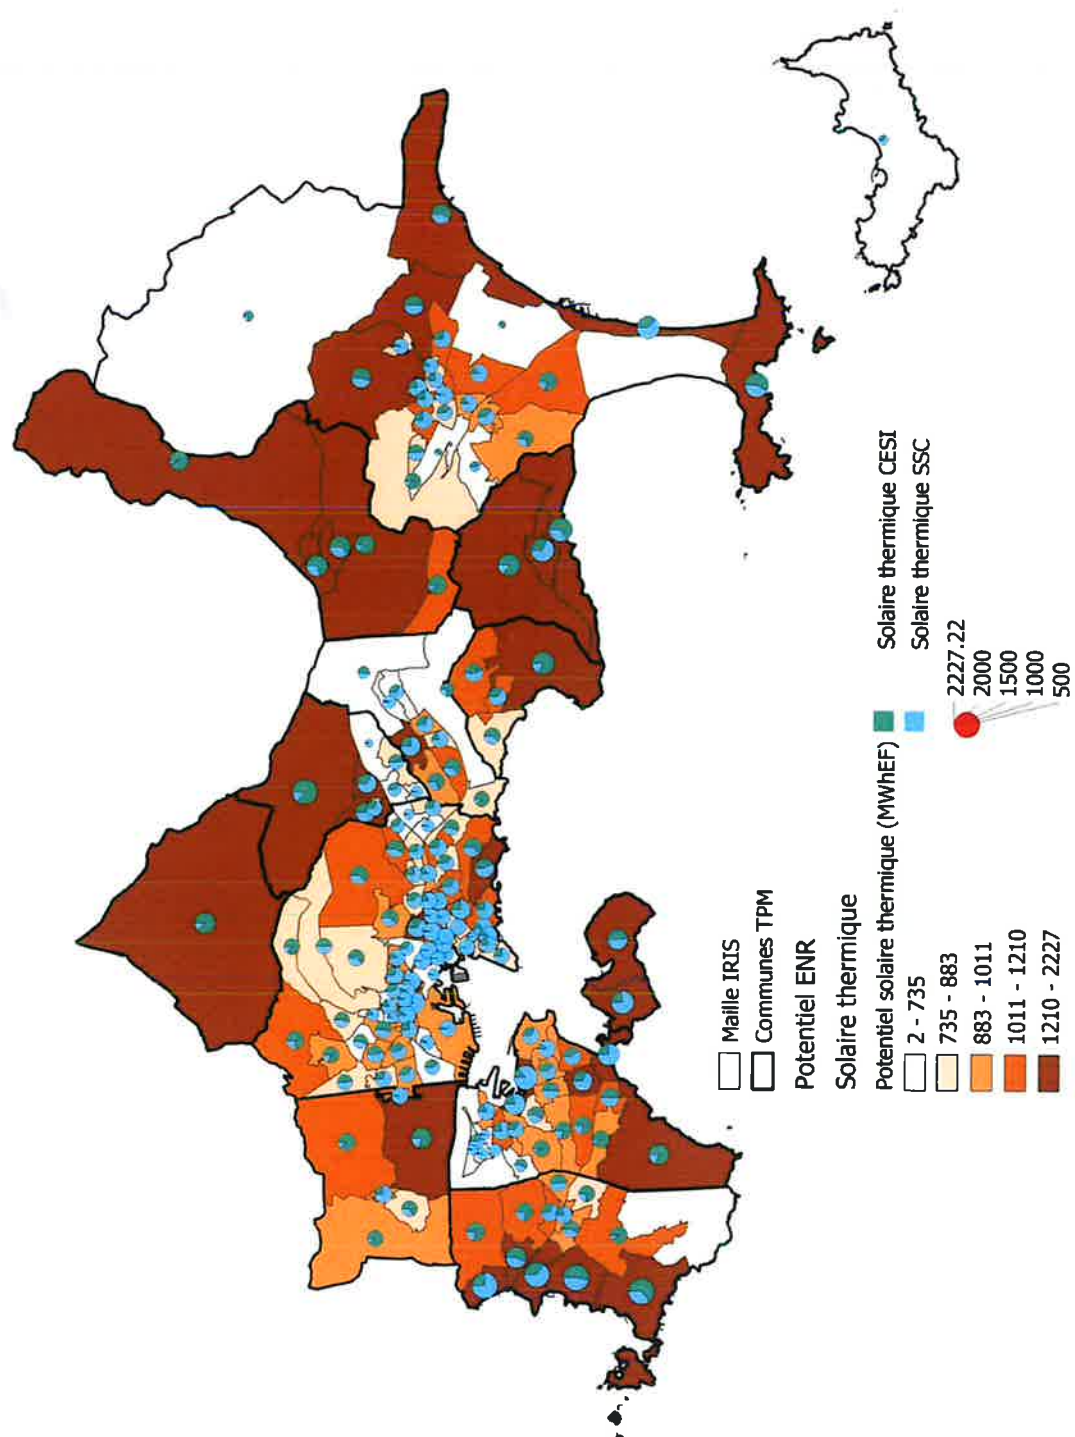 Maille IRIS
Communes TPM
Potentiel ENR
Solaire thermique
Potentiel solaire thermique (MWhEF)
2 - 735
735 - 883
883 - 1011
1011 - 1210
1210 - 2227
Solaire thermique CESI
Solaire thermique SSC
2227.22
2000
1500
1000
500